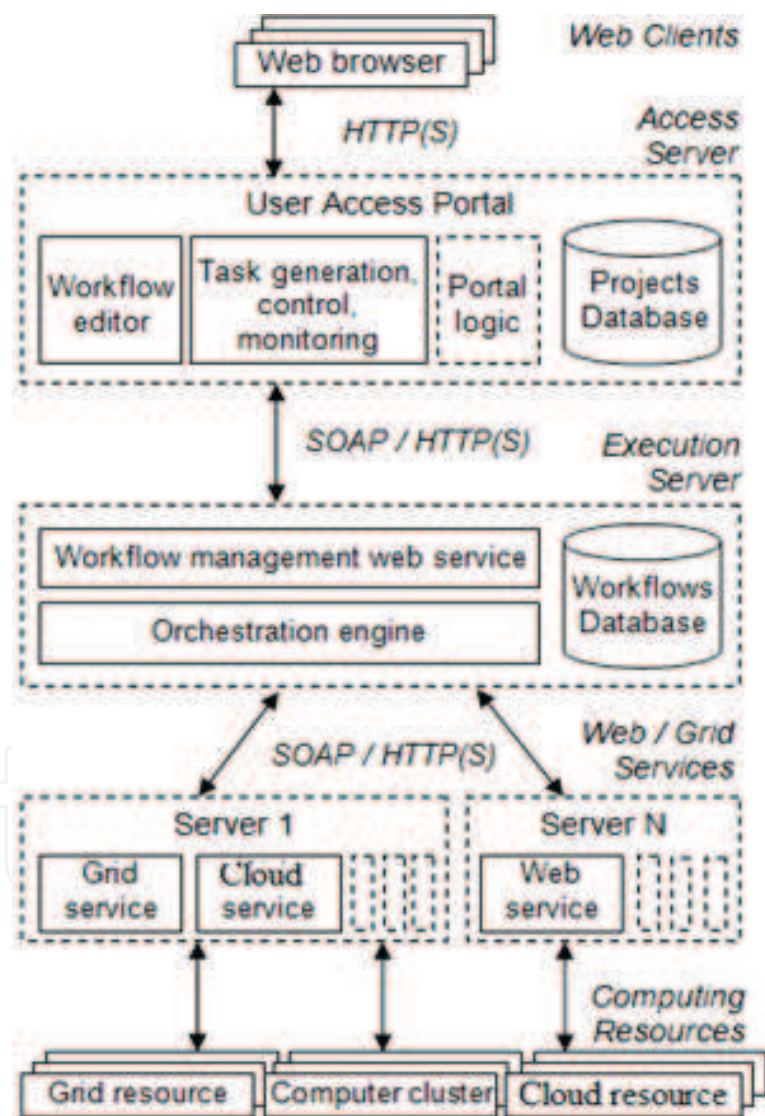 Web browser
Web Clients
HTTP(S)
Access
Server
User Access Portal
Workflow
editor
Task generation,
control,
monitoring
Portal
logic
Projects
Database
SOAP / HTTP(S)
Execution
Server
Workflow management web service
Orchestration engine
Workflows
Database
SOAP / HTTP(S)
Web / Grid
Services
Server 1
Grid
service
Cloud
service
Server N
Web
service
Computing
Resources
Grid resource
Computer cluster
Cloud resource